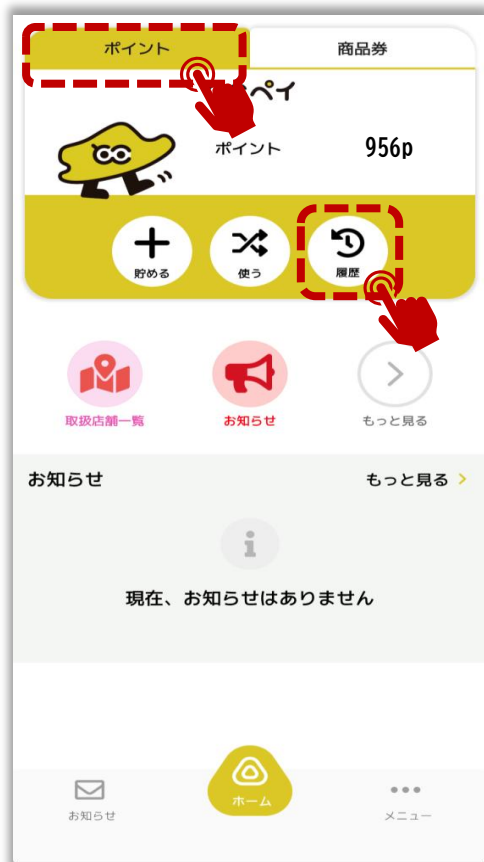 ポイント
商品券
ペイ
ポイント
956p
貯める
使う
履歴
取扱店舗一覧
お知らせ
もっと見る
お知らせ
もっと見る
現在、お知らせはありません
お知らせ
ホーム
メニュー